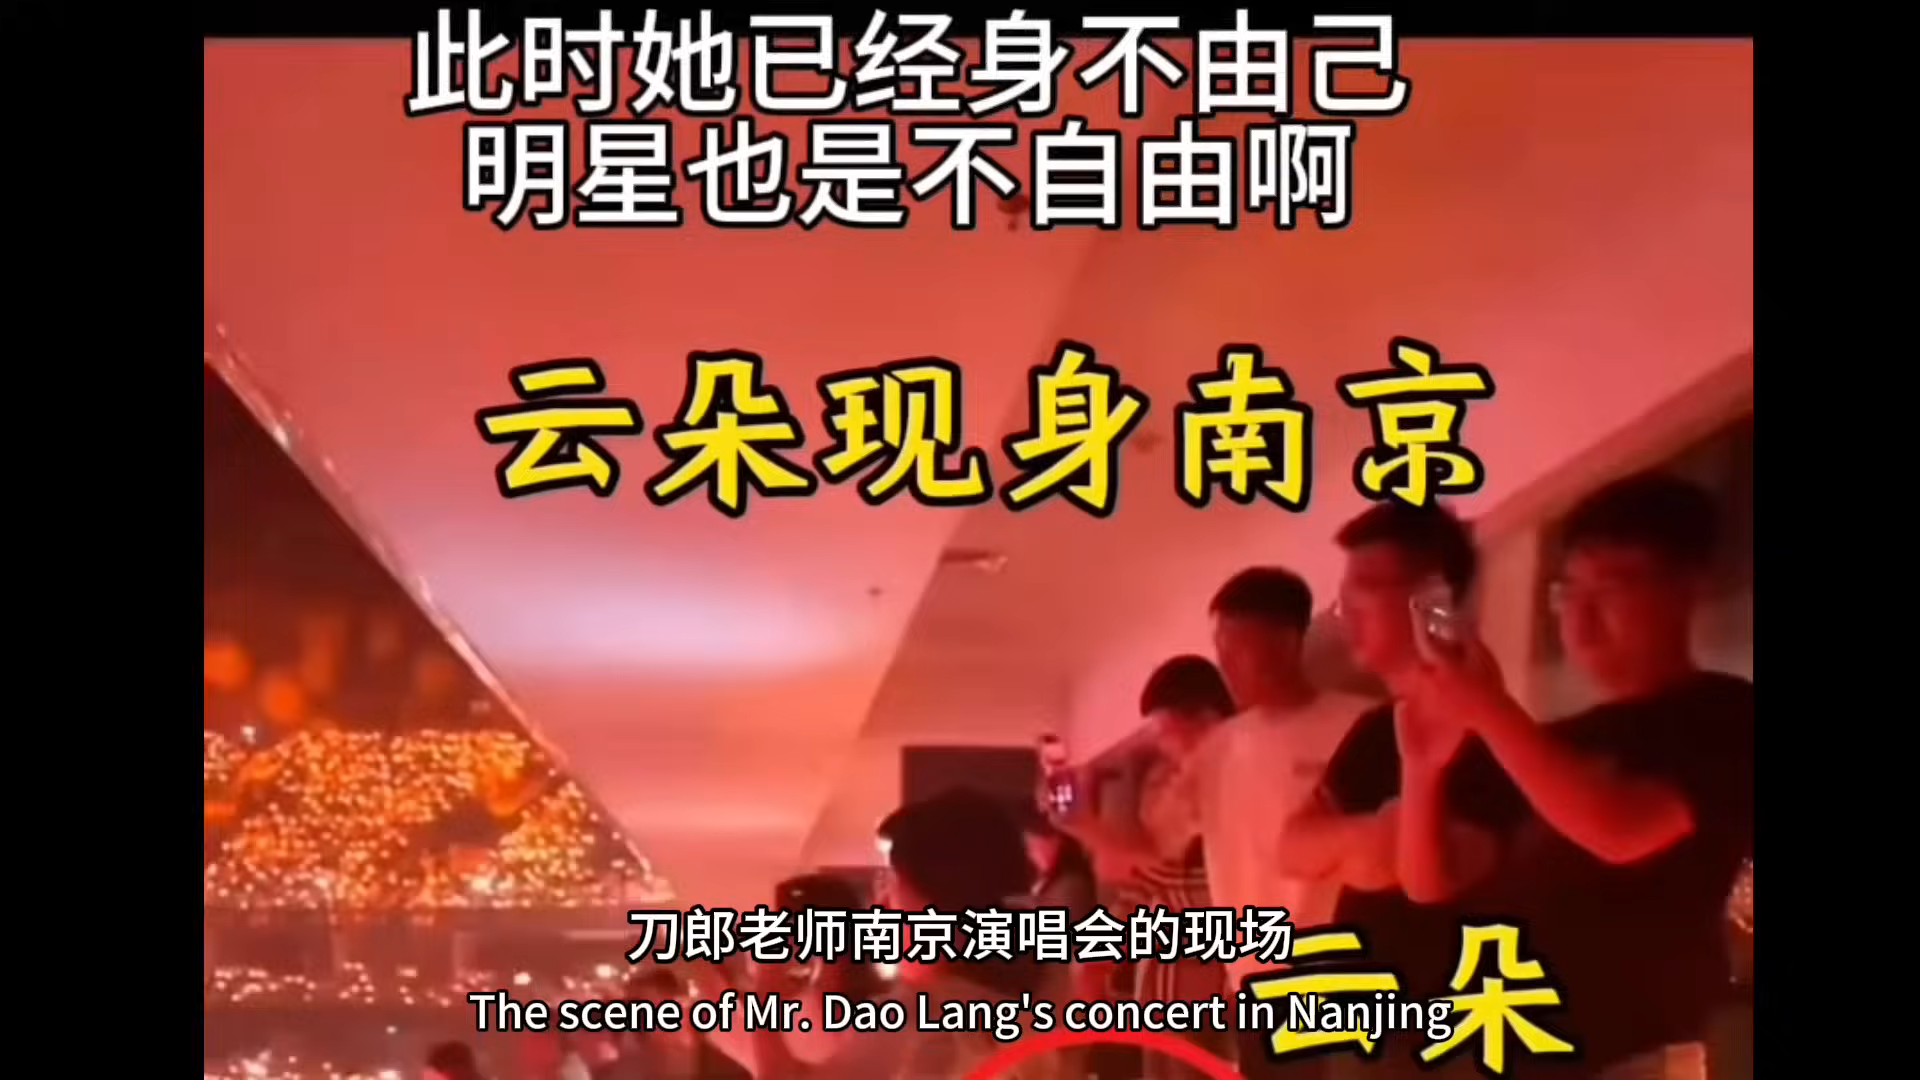 此时她已经身不由己
明星也是不自由啊
云朵现身南京
刀郎老师南京演唱会的现场
云朵
The scene of Mr. Dao Lang's concert in Nanjing